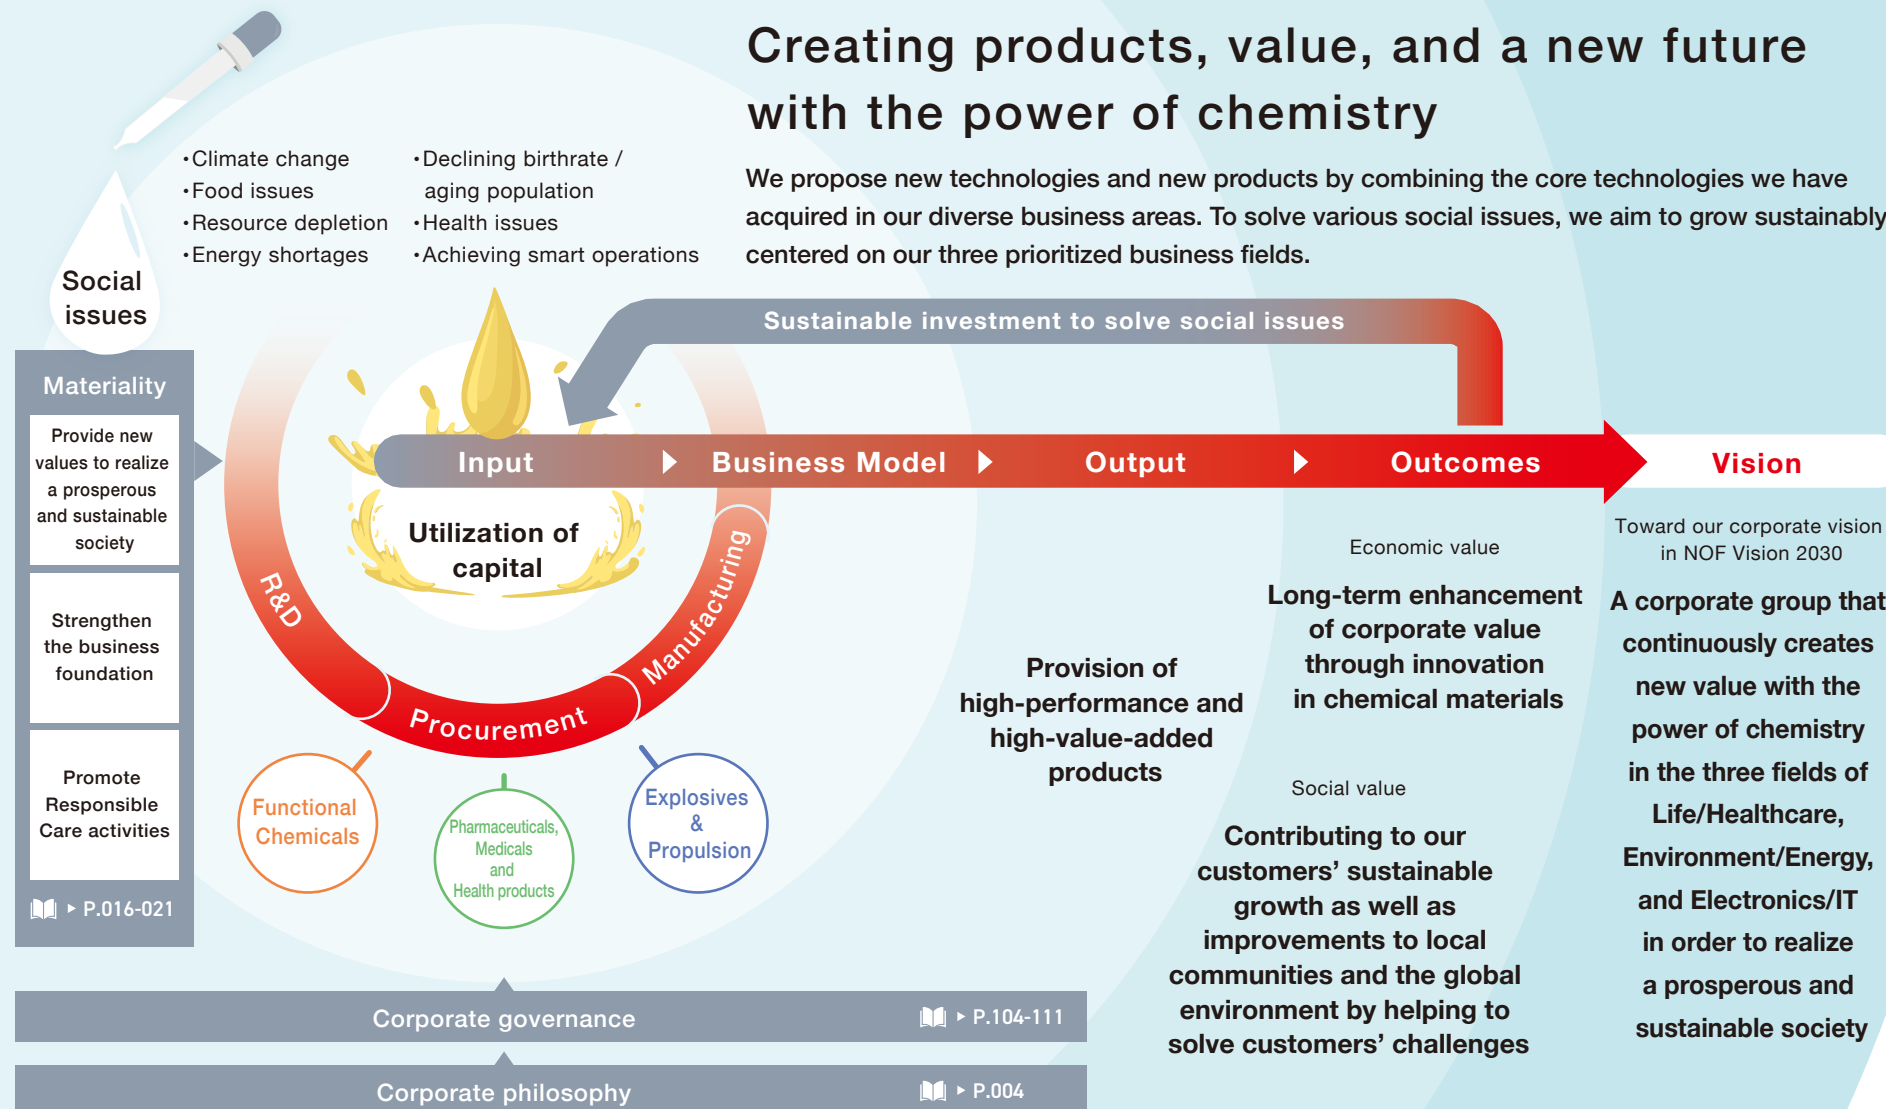 Creating products, value, and a new future
with the power of chemistry
We propose new technologies and new products by combining the core technologies we have
acquired in our diverse business areas. To solve various social issues, we aim to grow sustainably
centered on our three prioritized business fields.
Social
issues
・Climate change
・Food issues
・Resource depletion
・Energy shortages
・Declining birthrate /
aging population
・Health issues
・Achieving smart operations
Materiality
Provide new
values to realize
a prosperous
and sustainable
society
Strengthen
the business
foundation
Promote
Responsible
Care activities
P.016-021
Sustainable investment to solve social issues
Input
Business Model
Output
Outcomes
Vision
Utilization of
capital
R&D
Procurement
Manufacturing
Functional
Chemicals
Pharmaceuticals,
Medicals
and
Health products
Explosives
&
Propulsion
Provision of
high-performance and
high-value-added
products
Economic value
Long-term enhancement
of corporate value
through innovation
in chemical materials
Social value
Contributing to our
customers’ sustainable
growth as well as
improvements to local
communities and the global
environment by helping to
solve customers’ challenges
Toward our corporate vision
in NOF Vision 2030
A corporate group that
continuously creates
new value with the
power of chemistry
in the three fields of
Life/Healthcare,
Environment/Energy,
and Electronics/IT
in order to realize
a prosperous and
sustainable society
Corporate governance
P.104-111
Corporate philosophy
P.004